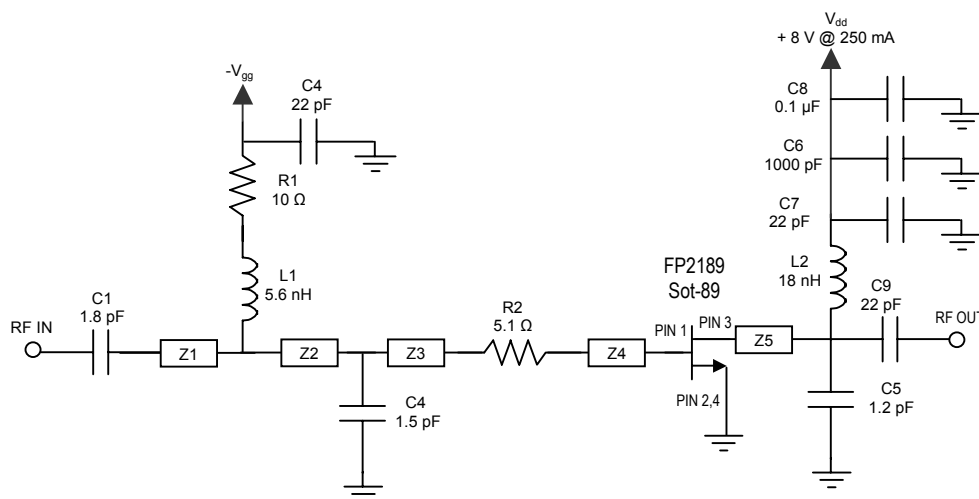 V_dd
+ 8 V @ 250 mA
-V_gg
C4
22 pF
C8
0.1 µF
C6
1000 pF
C7
22 pF
R1
10 Ω
L1
5.6 nH
L2
18 nH
FP2189
Sot-89
C1
1.8 pF
R2
5.1 Ω
C9
22 pF
RF IN
Z1
Z2
Z3
Z4
PIN 1
PIN 3
Z5
RF OUT
PIN 2,4
C4
1.5 pF
C5
1.2 pF